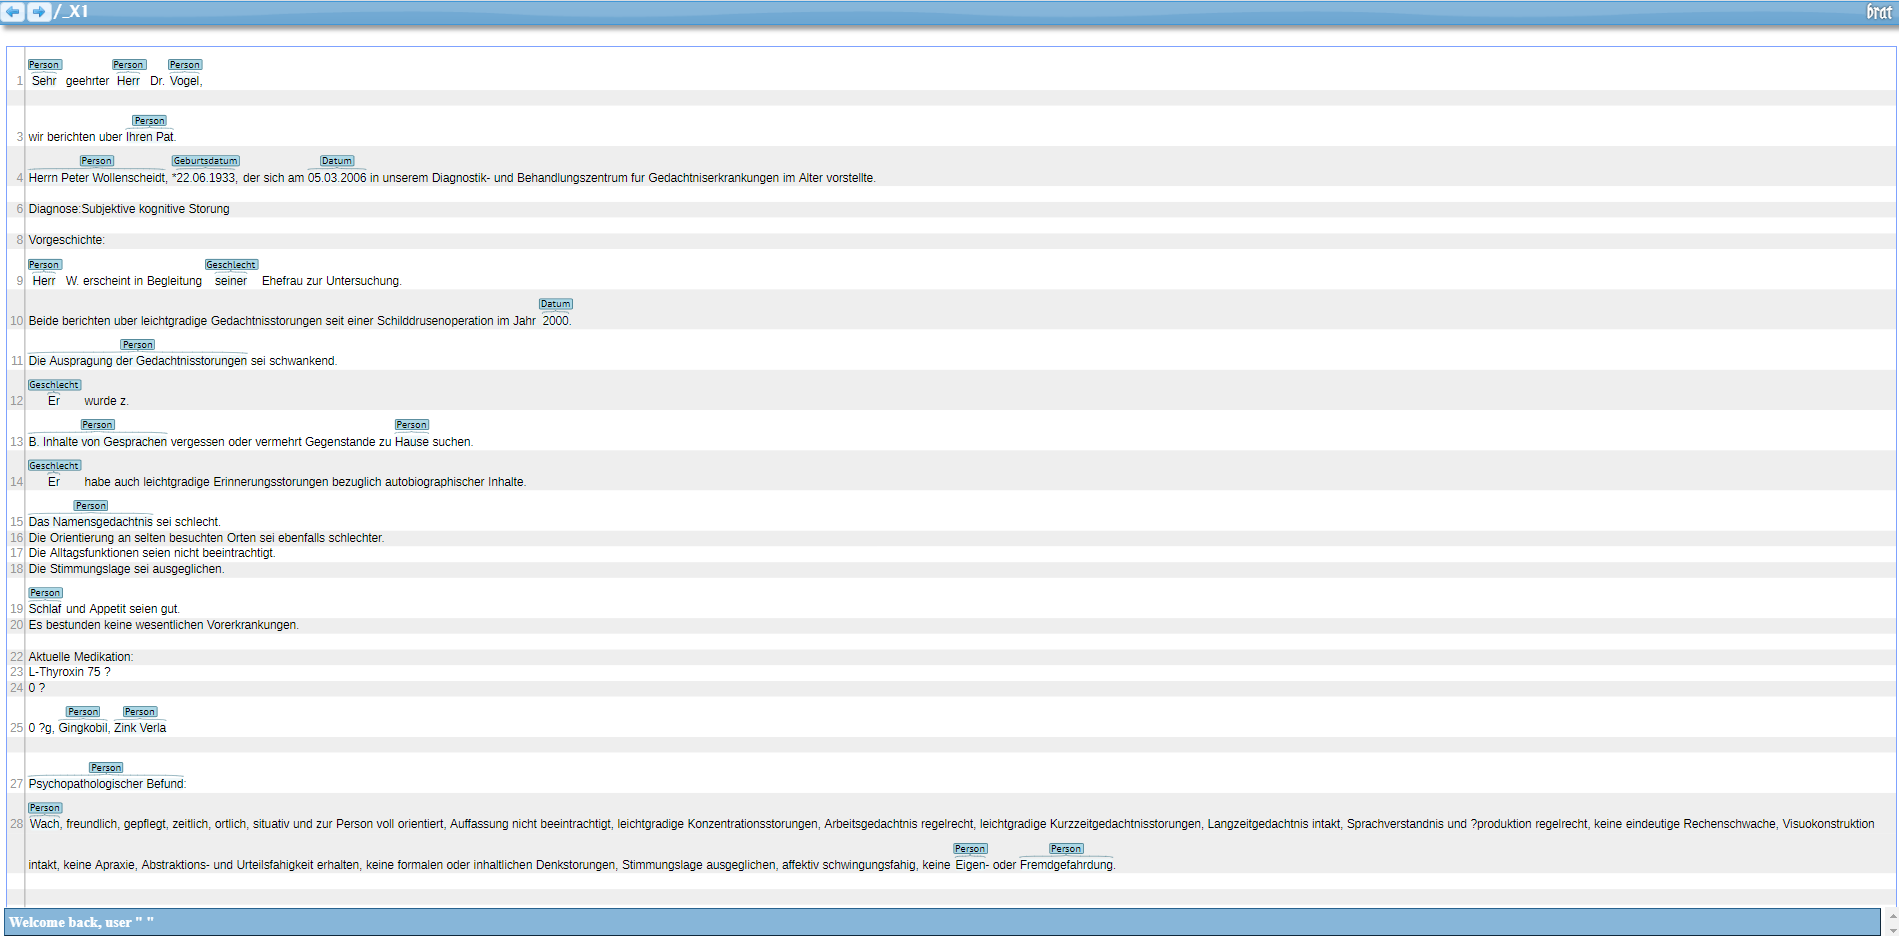 /_X1
brat
Person Person Person
1 Sehr geehrter Herr Dr. Vogel,
Person
3 wir berichten uber Ihren Pat.
Person Geburtsdatum Datum
4 Herrn Peter Wollenscheidt, *22.06.1933, der sich am 05.03.2006 in unserem Diagnostik- und Behandlungszentrum fur Gedachtniserkrankungen im Alter vorstellte.
6 Diagnose:Subjektive kognitive Storung
8 Vorgeschichte:
Person Geschlecht
9 Herr W. erscheint in Begleitung seiner Ehefrau zur Untersuchung.
Datum
10 Beide berichten uber leichtgradige Gedachtnisstorungen seit einer Schilddrusenoperation im Jahr 2000.
Person
11 Die Auspragung der Gedachtnisstorungen sei schwankend.
Geschlecht
12 Er wurde z.
Person Person
13 B. Inhalte von Gesprachen vergessen oder vermehrt Gegenstande zu Hause suchen.
Geschlecht
14 Er habe auch leichtgradige Erinnerungsstorungen bezuglich autobiographischer Inhalte.
Person
15 Das Namensgedachtnis sei schlecht.
16 Die Orientierung an selten besuchten Orten sei ebenfalls schlechter.
17 Die Alltagsfunktionen seien nicht beeintrachtigt.
18 Die Stimmungslage sei ausgeglichen.
Person
19 Schlaf und Appetit seien gut.
20 Es bestunden keine wesentlichen Vorerkrankungen.
22 Aktuelle Medikation:
23 L-Thyroxin 75 ?
24 0 ?
Person Person
25 0 ?g, Gingkobil, Zink Verla
Person
27 Psychopathologischer Befund:
Person
28 Wach, freundlich, gepflegt, zeitlich, ortlich, situativ und zur Person voll orientiert, Auffassung nicht beeintrachtigt, leichtgradige Konzentrationsstorungen, Arbeitsgedachtnis regelrecht, leichtgradige Kurzzeitgedachtnisstorungen, Langzeitgedachtnis intakt, Sprachverstandnis und ?produktion regelrecht, keine eindeutige Rechenschwache, Visuokonstruktion
Person Person
intakt, keine Apraxie, Abstraktions- und Urteilsfahigkeit erhalten, keine formalen oder inhaltlichen Denkstorungen, Stimmungslage ausgeglichen, affektiv schwingungsfahig, keine Eigen- oder Fremdgefahrdung.
Welcome back, user " "